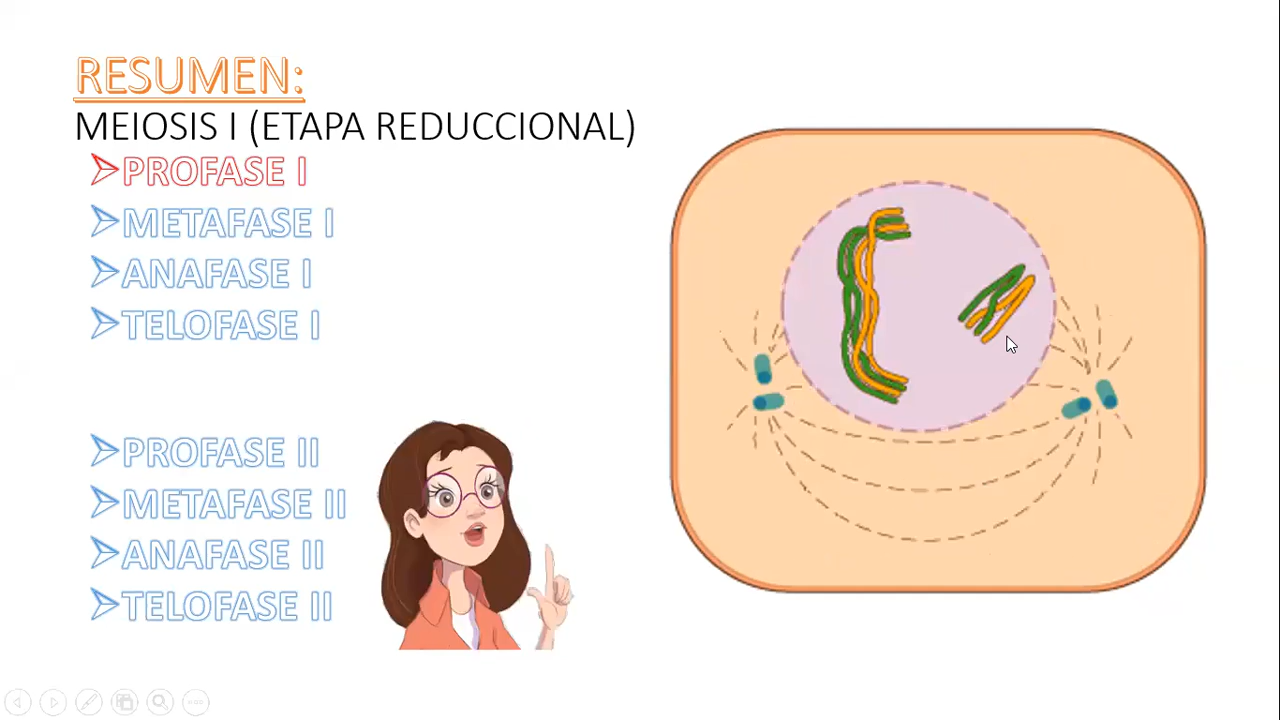 RESUMEN:
MEIOSIS I (ETAPA REDUCCIONAL)
PROFASE I
METAFASE I
ANAFASE I
TELOFASE I
PROFASE II
METAFASE II
ANAFASE II
TELOFASE II